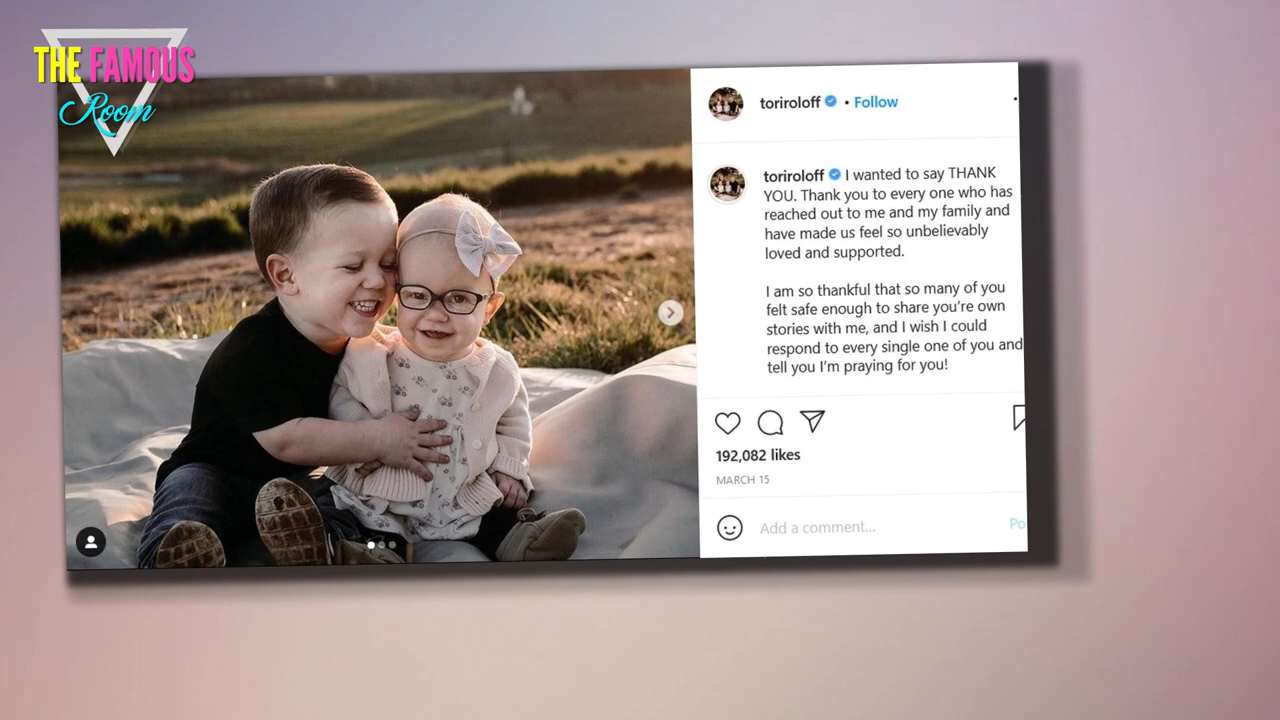 THE FAMOUS
Room
toriroloff • Follow
toriroloff I wanted to say THANK
YOU. Thank you to every one who has
reached out to me and my family and
have made us feel so unbelievably
loved and supported.
I am so thankful that so many of you
felt safe enough to share you're own
stories with me, and I wish I could
respond to every single one of you and
tell you I'm praying for you!
192,082 likes
MARCH 15
Add a comment... Po